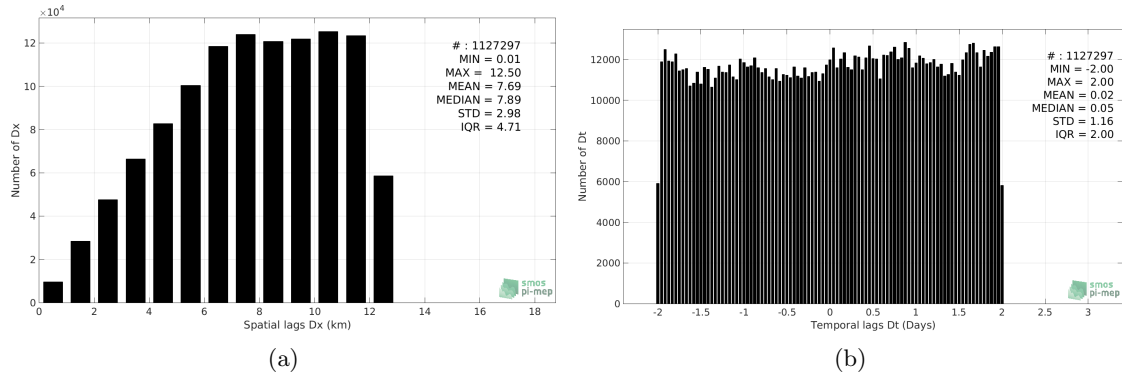 ×10⁴
12
10
8
6
4
2
0
Number of Dx
# : 1127297
MIN = 0.01
MAX = 12.50
MEAN = 7.69
MEDIAN = 7.89
STD = 2.98
IQR = 4.71
smos
pi-mep
0 2 4 6 8 10 12 14 16 18
Spatial lags Dx (km)
(a)
12000
10000
8000
6000
4000
2000
0
Number of Dt
# : 1127297
MIN = -2.00
MAX = 2.00
MEAN = 0.02
MEDIAN = 0.05
STD = 1.16
IQR = 2.00
smos
pi-mep
-2 -1.5 -1 -0.5 0 0.5 1 1.5 2 2.5 3
Temporal lags Dt (Days)
(b)